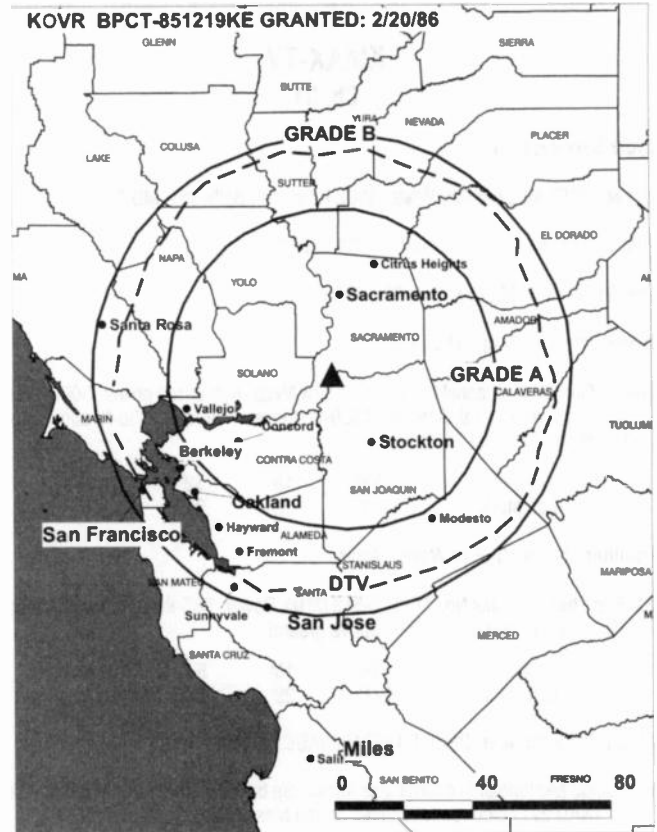 KOVR BPCT-851219KE GRANTED: 2/20/86
GLENN
SIERRA
BUTTE
YUBA
NEVADA
GRADE B
PLACER
COLUSA
LAKE
SUTTER
EL DORADO
NAPA
YOLO
Citrus Heights
Sacramento
AMADOR
Santa Rosa
SACRAMENTO
SOLANO
GRADE A
CALAVERAS
Vallejo
MARIN
Concord
TUOLUMNE
Berkeley
Stockton
CONTRA COSTA
SAN JOAQUIN
Oakland
Modesto
San Francisco
Hayward
ALAMEDA
Fremont
STANISLAUS
MARIPOSA
SAN MATEO
DTV
SANTA
Sunnyvale
San Jose
MERCED
SANTA CRUZ
Miles
SAN BENITO
FRESNO
0 40 80